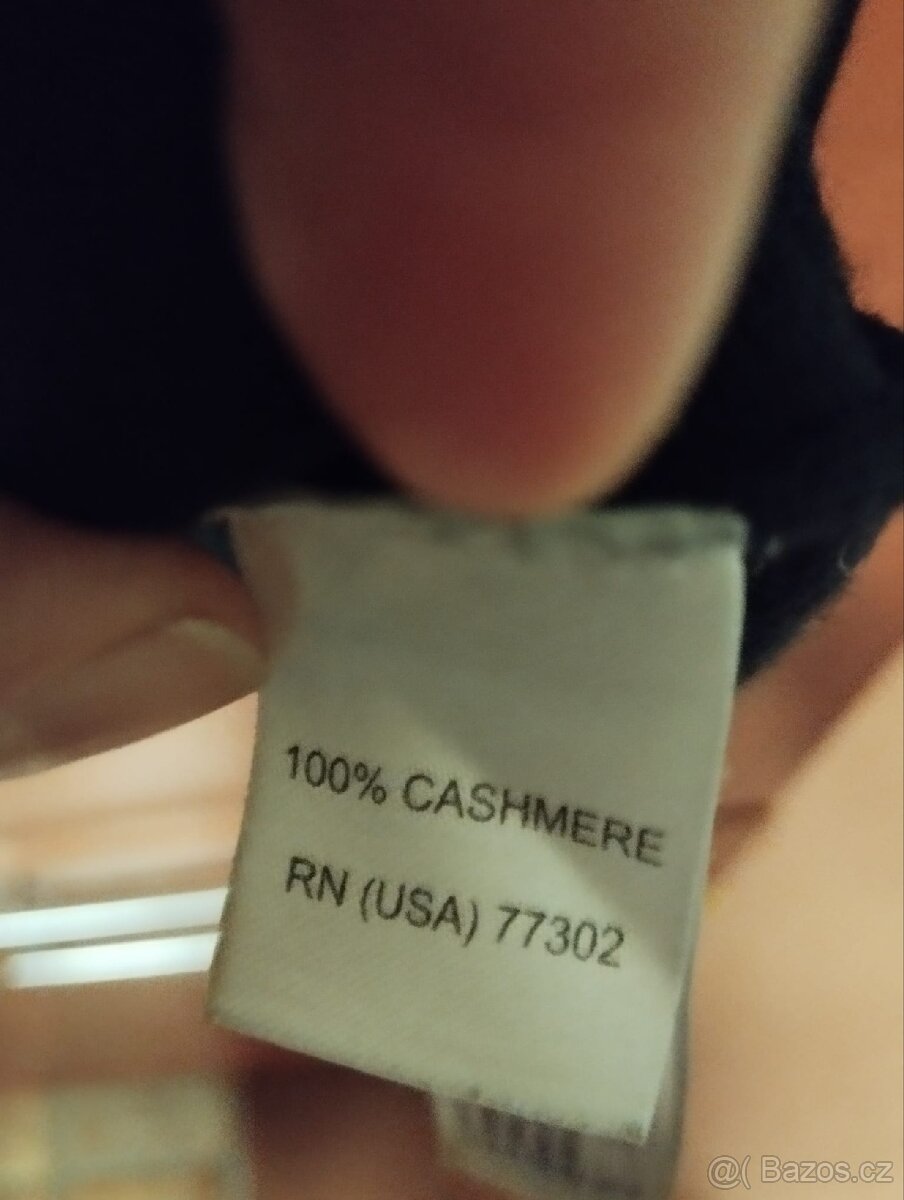 100% CASHMERE
RN (USA) 77302
@( Bazos.cz